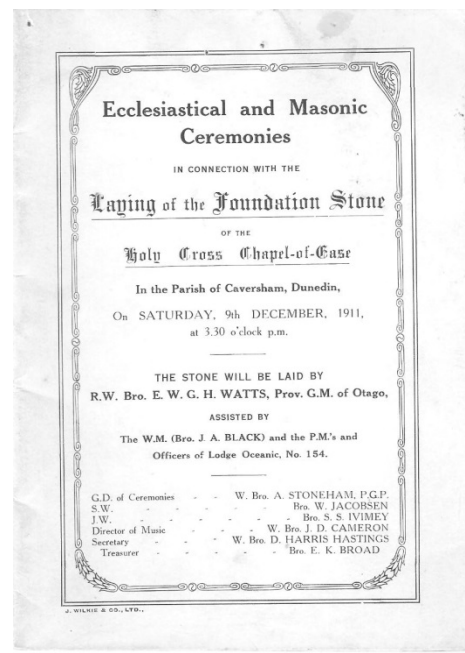 Ecclesiastical and Masonic
Ceremonies
IN CONNECTION WITH THE
Laying of the Foundation Stone
OF THE
Holy Cross Chapel-of-Ease
In the Parish of Caversham, Dunedin,
On SATURDAY, 9th DECEMBER, 1911,
at 3.30 o'clock p.m.
THE STONE WILL BE LAID BY
R.W. Bro. E. W. G. H. WATTS, Prov. G.M. of Otago,
ASSISTED BY
The W.M. (Bro. J. A. BLACK) and the P.M.'s and
Officers of Lodge Oceanic, No. 154.
G.D. of Ceremonies - - W. Bro. A. STONEHAM, P.G.P.
S.W. - - - - - - Bro. W. JACOBSEN
J.W. - - - - - - Bro. S. S. IVIMEY
Director of Music - - - W. Bro. J. D. CAMERON
Secretary - - - W. Bro. D. HARRIS HASTINGS
Treasurer - - - - - Bro. E. K. BROAD
J. WILKIE & CO., LTD.,